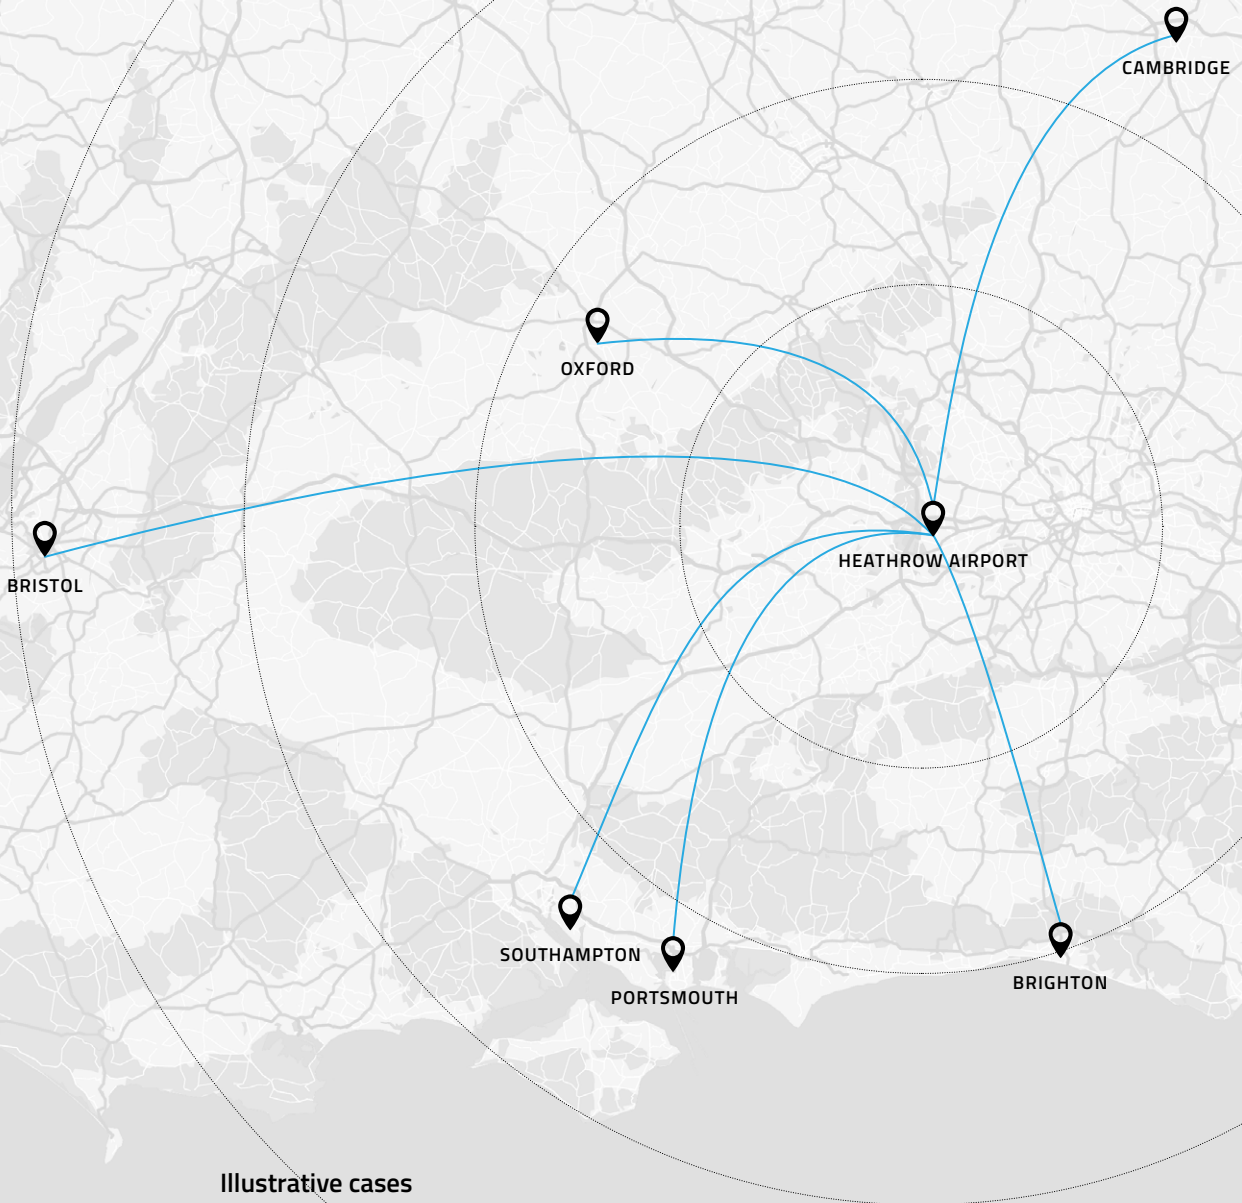 CAMBRIDGE
OXFORD
HEATHROW AIRPORT
BRISTOL
SOUTHAMPTON
PORTSMOUTH
BRIGHTON
Illustrative cases